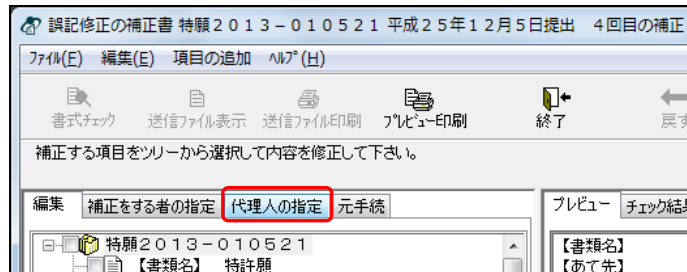 誤記修正の補正書 特願2013-010521 平成25年12月5日提出 4回目の補正
ﾌｧｲﾙ(F) 編集(E) 項目の追加 ﾍﾙﾌﾟ(H)
書式ﾁｪｯｸ 送信ﾌｧｲﾙ表示 送信ﾌｧｲﾙ印刷 ﾌﾟﾚﾋﾞｭｰ印刷 終了 戻す
補正する項目をツリーから選択して内容を修正して下さい。
編集 補正をする者の指定 代理人の指定 元手続 プレビュー チェック結果
特願2013-010521 【書類名】
【書類名】 特許願 【あて先】